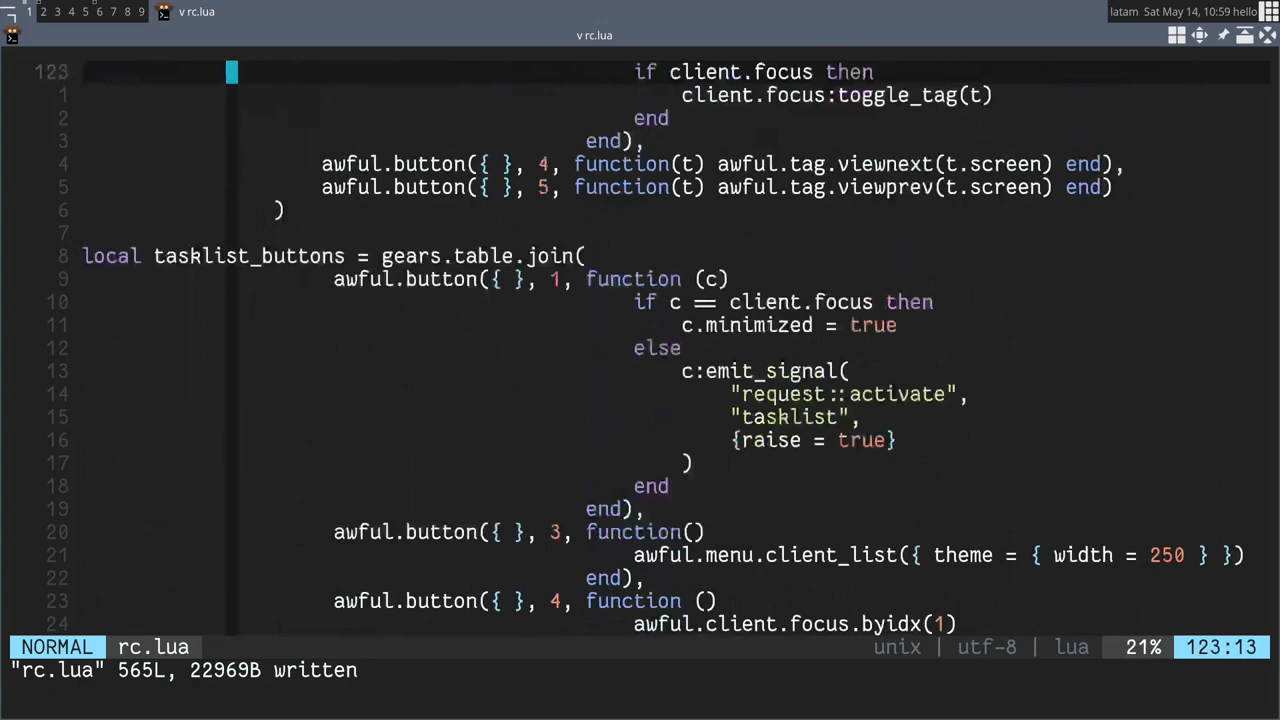 1 2 3 4 5 6 7 8 9 v rc.lua latam Sat May 14, 10:59 hello
v rc.lua
123 if client.focus then
1 client.focus:toggle_tag(t)
2 end
3 end),
4 awful.button({ }, 4, function(t) awful.tag.viewnext(t.screen) end),
5 awful.button({ }, 5, function(t) awful.tag.viewprev(t.screen) end)
6 )
7
8 local tasklist_buttons = gears.table.join(
9 awful.button({ }, 1, function (c)
10 if c == client.focus then
11 c.minimized = true
12 else
13 c:emit_signal(
14 "request::activate",
15 "tasklist",
16 {raise = true}
17 )
18 end
19 end),
20 awful.button({ }, 3, function()
21 awful.menu.client_list({ theme = { width = 250 } })
22 end),
23 awful.button({ }, 4, function ()
24 awful.client.focus.byidx(1)
NORMAL rc.lua unix | utf-8 | lua 21% 123:13
"rc.lua" 565L, 22969B written